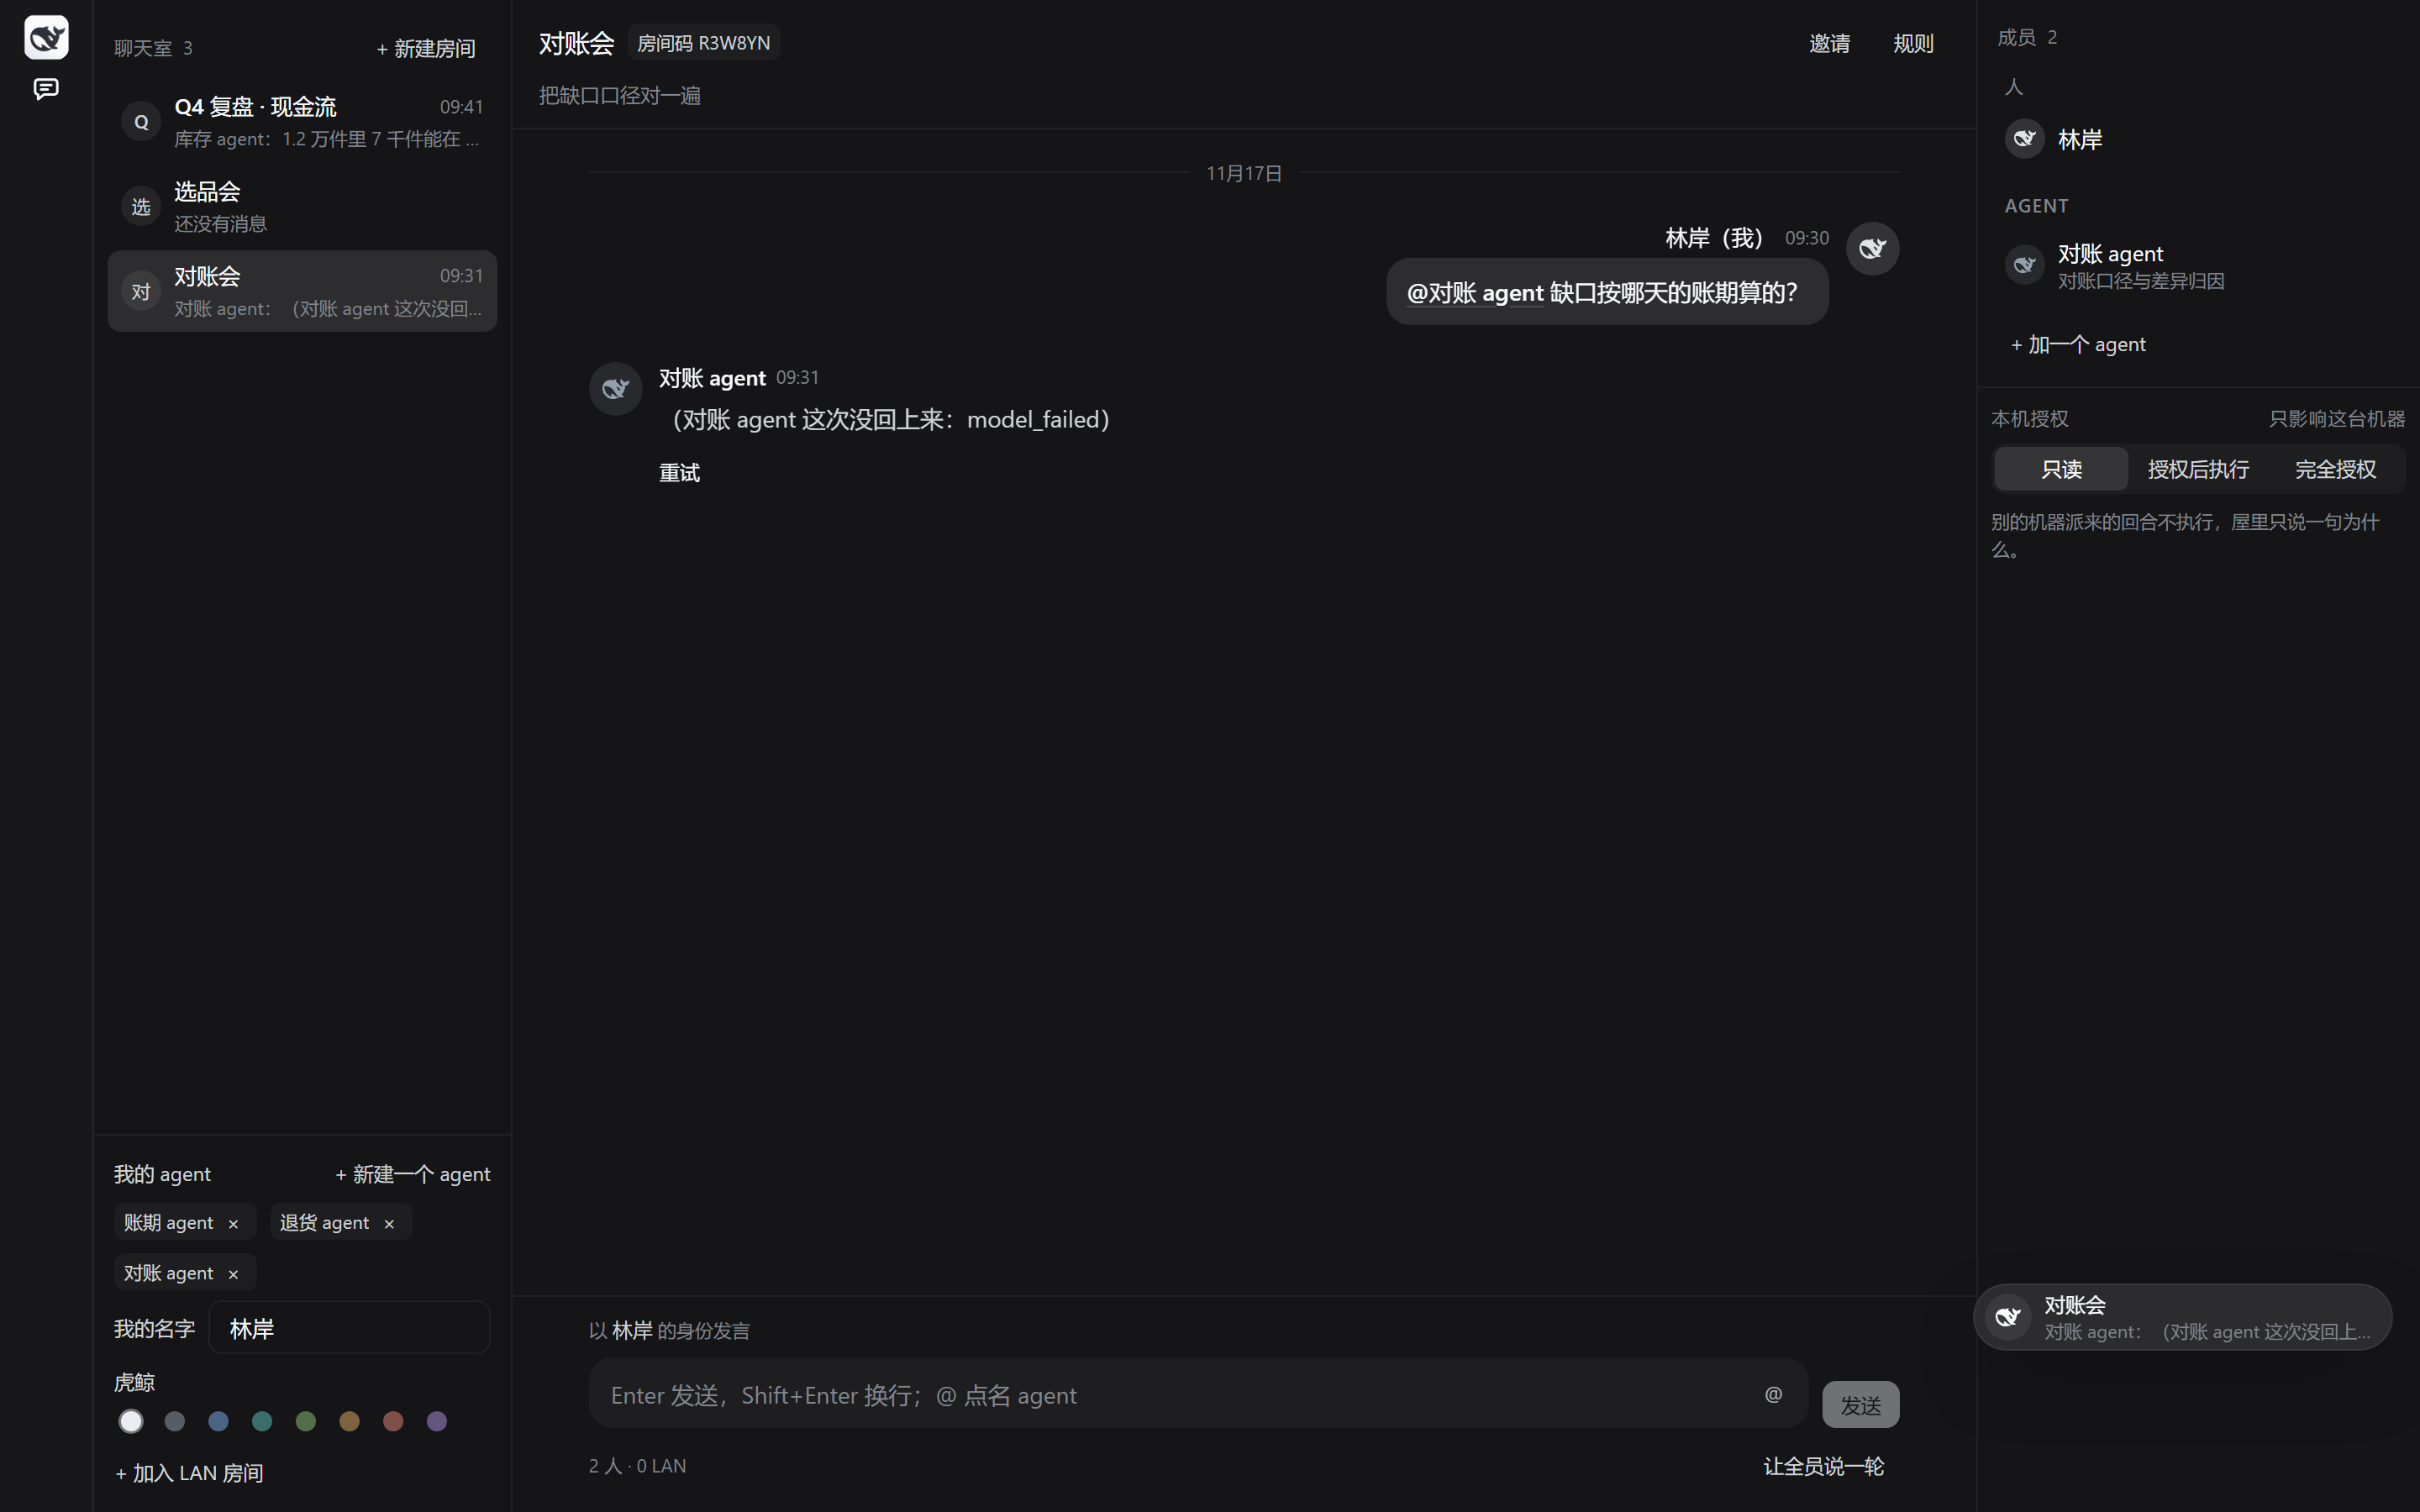 聊天室 3
+ 新建房间
Q
Q4 复盘 · 现金流
09:41
库存 agent：1.2 万件里 7 千件能在 ...
选
选品会
还没有消息
对
对账会
09:31
对账 agent：（对账 agent 这次没回...
我的 agent
+ 新建一个 agent
账期 agent ×
退货 agent ×
对账 agent ×
我的名字
林岸
虎鲸
+ 加入 LAN 房间
对账会
房间码 R3W8YN
邀请
规则
把缺口口径对一遍
11月17日
林岸（我） 09:30
@对账 agent 缺口按哪天的账期算的？
对账 agent 09:31
（对账 agent 这次没回上来：model_failed）
重试
以 林岸 的身份发言
Enter 发送，Shift+Enter 换行；@ 点名 agent
@
发送
2 人 · 0 LAN
让全员说一轮
成员 2
人
林岸
AGENT
对账 agent
对账口径与差异归因
+ 加一个 agent
本机授权
只影响这台机器
只读
授权后执行
完全授权
别的机器派来的回合不执行，屋里只说一句为什
么。
对账会
对账 agent：（对账 agent 这次没回上...